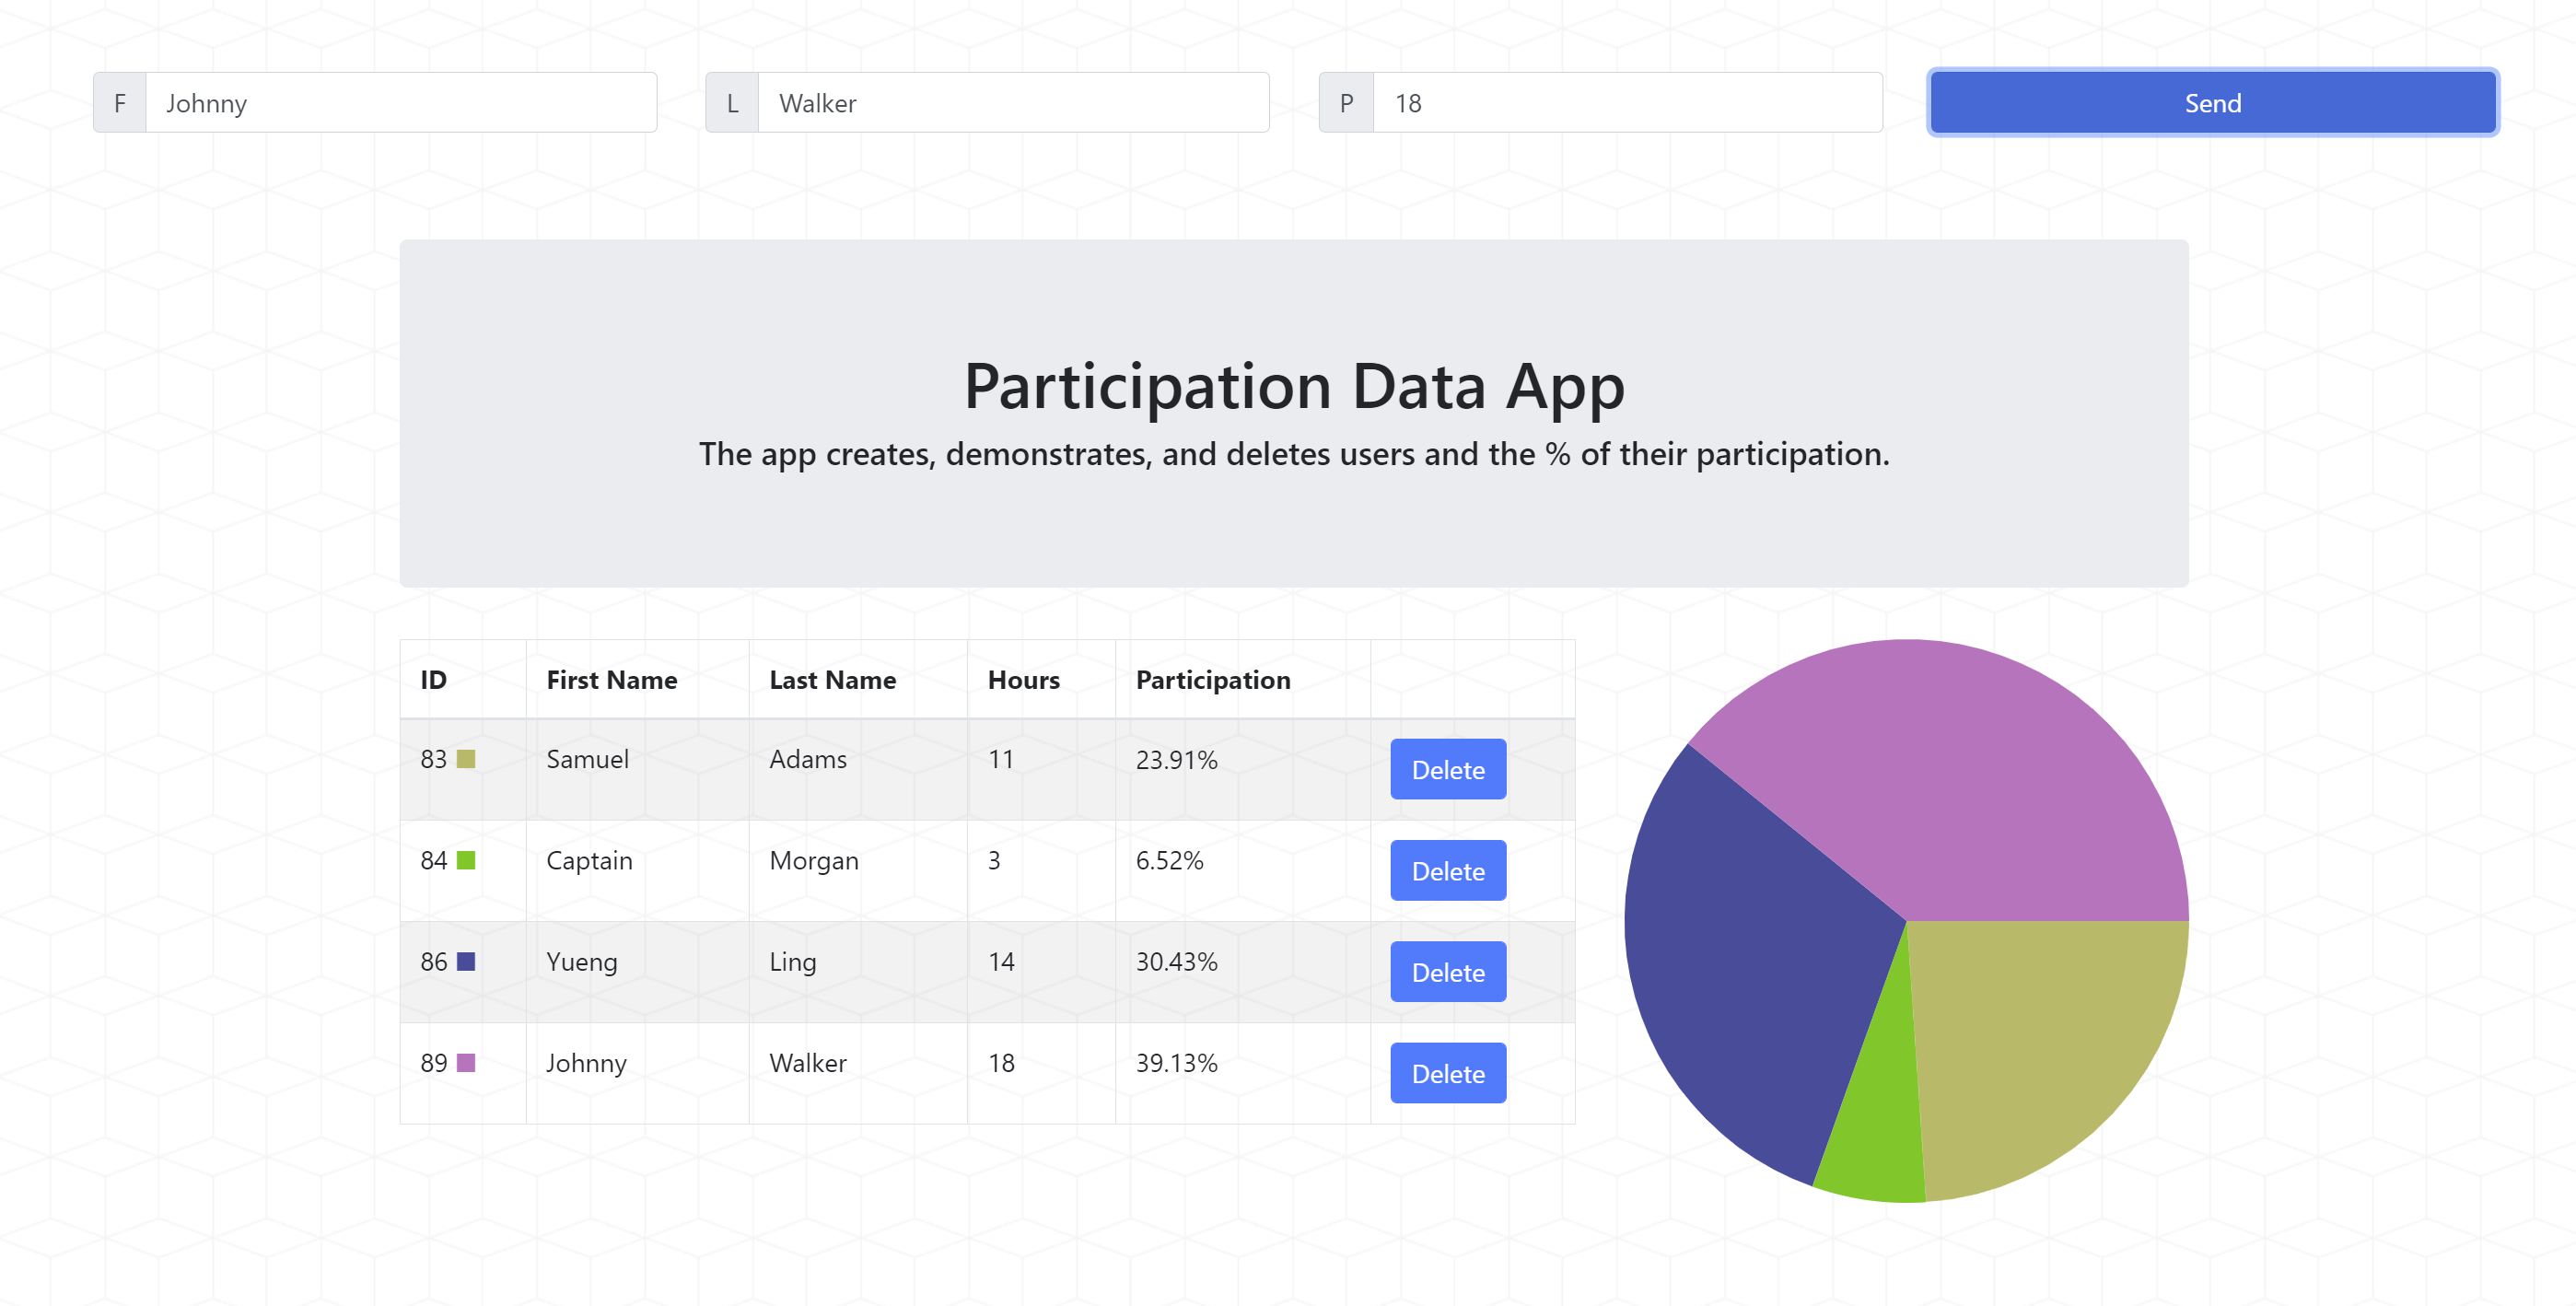 F Johnny L Walker P 18 Send
Participation Data App
The app creates, demonstrates, and deletes users and the % of their participation.
ID First Name Last Name Hours Participation
83 Samuel Adams 11 23.91% Delete
84 Captain Morgan 3 6.52% Delete
86 Yueng Ling 14 30.43% Delete
89 Johnny Walker 18 39.13% Delete